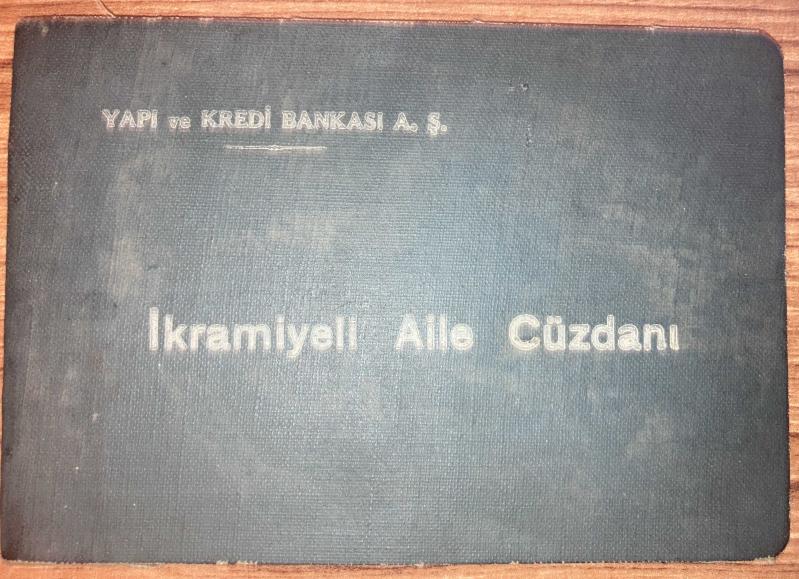 YAPI ve KREDİ BANKASI A. Ş.
İkramiyeli Aile Cüzdanı